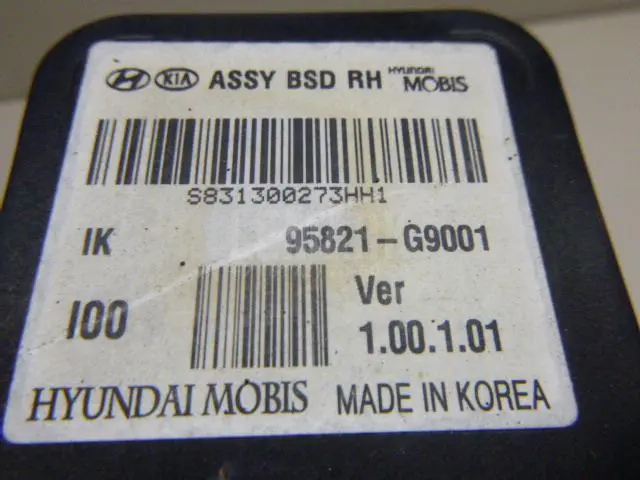 KIA ASSY BSD RH HYUNDAI MOBIS
S831300273HH1
IK 95821-G9001
I00 Ver
1.00.1.01
HYUNDAI MOBIS MADE IN KOREA